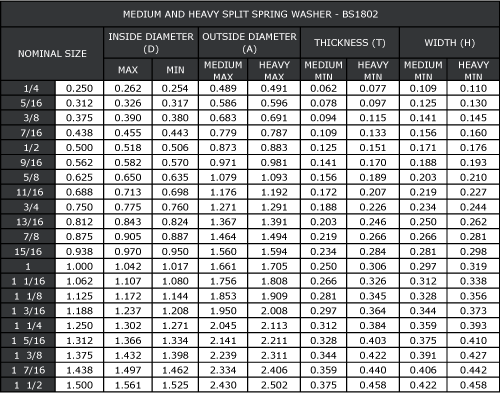 MEDIUM AND HEAVY SPLIT SPRING WASHER - BS1802
NOMINAL SIZE INSIDE DIAMETER (D) OUTSIDE DIAMETER (A) THICKNESS (T) WIDTH (H)
MAX MIN MEDIUM MAX HEAVY MAX MEDIUM MIN HEAVY MIN MEDIUM MIN HEAVY MIN
1/4 0.250 0.262 0.254 0.489 0.491 0.062 0.077 0.109 0.110
5/16 0.312 0.326 0.317 0.586 0.596 0.078 0.097 0.125 0.130
3/8 0.375 0.390 0.380 0.683 0.691 0.094 0.115 0.141 0.145
7/16 0.438 0.455 0.443 0.779 0.787 0.109 0.133 0.156 0.160
1/2 0.500 0.518 0.506 0.873 0.883 0.125 0.151 0.171 0.176
9/16 0.562 0.582 0.570 0.971 0.981 0.141 0.170 0.188 0.193
5/8 0.625 0.650 0.635 1.079 1.093 0.156 0.189 0.203 0.210
11/16 0.688 0.713 0.698 1.176 1.192 0.172 0.207 0.219 0.227
3/4 0.750 0.775 0.760 1.271 1.291 0.188 0.226 0.234 0.244
13/16 0.812 0.843 0.824 1.367 1.391 0.203 0.246 0.250 0.262
7/8 0.875 0.905 0.887 1.464 1.494 0.219 0.266 0.266 0.281
15/16 0.938 0.970 0.950 1.560 1.594 0.234 0.284 0.281 0.298
1 1.000 1.042 1.017 1.661 1.705 0.250 0.306 0.297 0.319
1 1/16 1.062 1.107 1.080 1.756 1.808 0.266 0.326 0.312 0.338
1 1/8 1.125 1.172 1.144 1.853 1.909 0.281 0.345 0.328 0.356
1 3/16 1.188 1.237 1.208 1.950 2.008 0.297 0.364 0.344 0.373
1 1/4 1.250 1.302 1.271 2.045 2.113 0.312 0.384 0.359 0.393
1 5/16 1.312 1.366 1.334 2.141 2.211 0.328 0.403 0.375 0.410
1 3/8 1.375 1.432 1.398 2.239 2.311 0.344 0.422 0.391 0.427
1 7/16 1.438 1.497 1.462 2.334 2.406 0.359 0.440 0.406 0.442
1 1/2 1.500 1.561 1.525 2.430 2.502 0.375 0.458 0.422 0.458